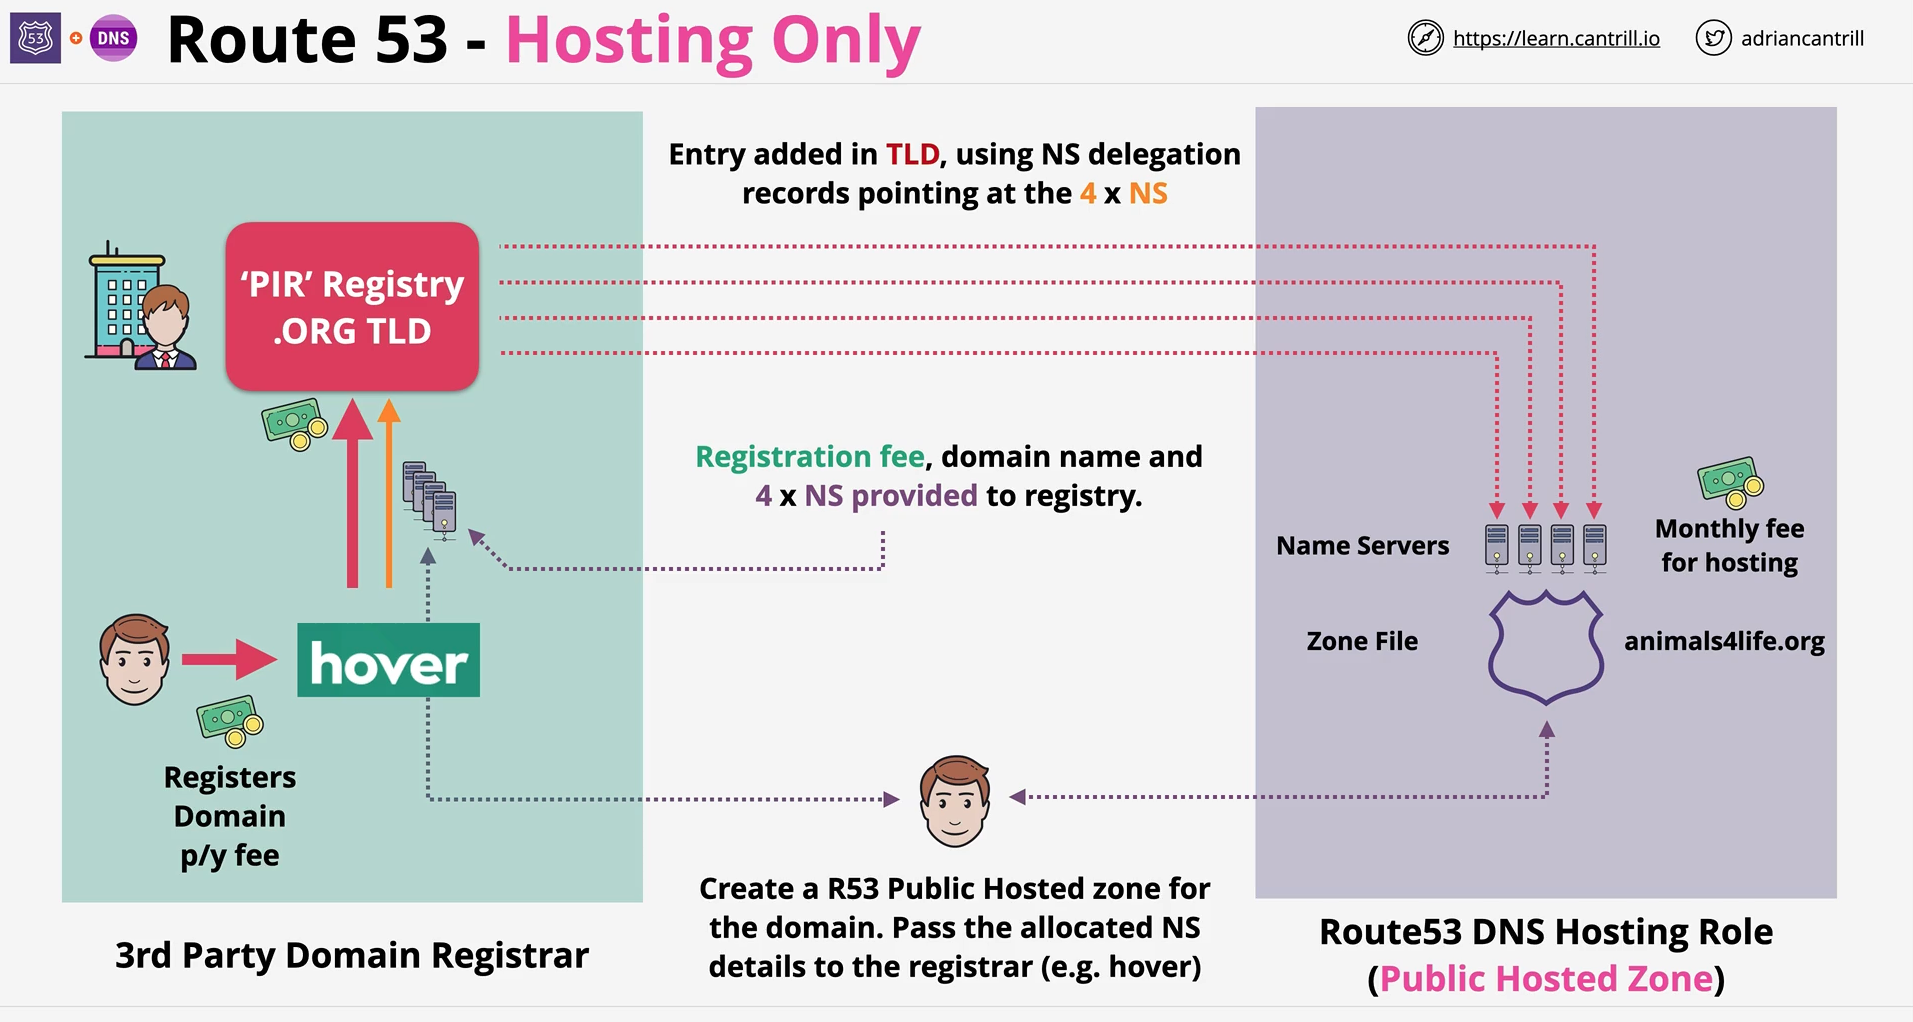 53
DNS
Route 53 - Hosting Only
https://learn.cantrill.io
adriancantrill
Entry added in TLD, using NS delegation
records pointing at the 4 x NS
‘PIR’ Registry
.ORG TLD
Registration fee, domain name and
4 x NS provided to registry.
Name Servers
Monthly fee
for hosting
Zone File
animals4life.org
hover
Registers
Domain
p/y fee
Create a R53 Public Hosted zone for
the domain. Pass the allocated NS
details to the registrar (e.g. hover)
3rd Party Domain Registrar
Route53 DNS Hosting Role
(Public Hosted Zone)